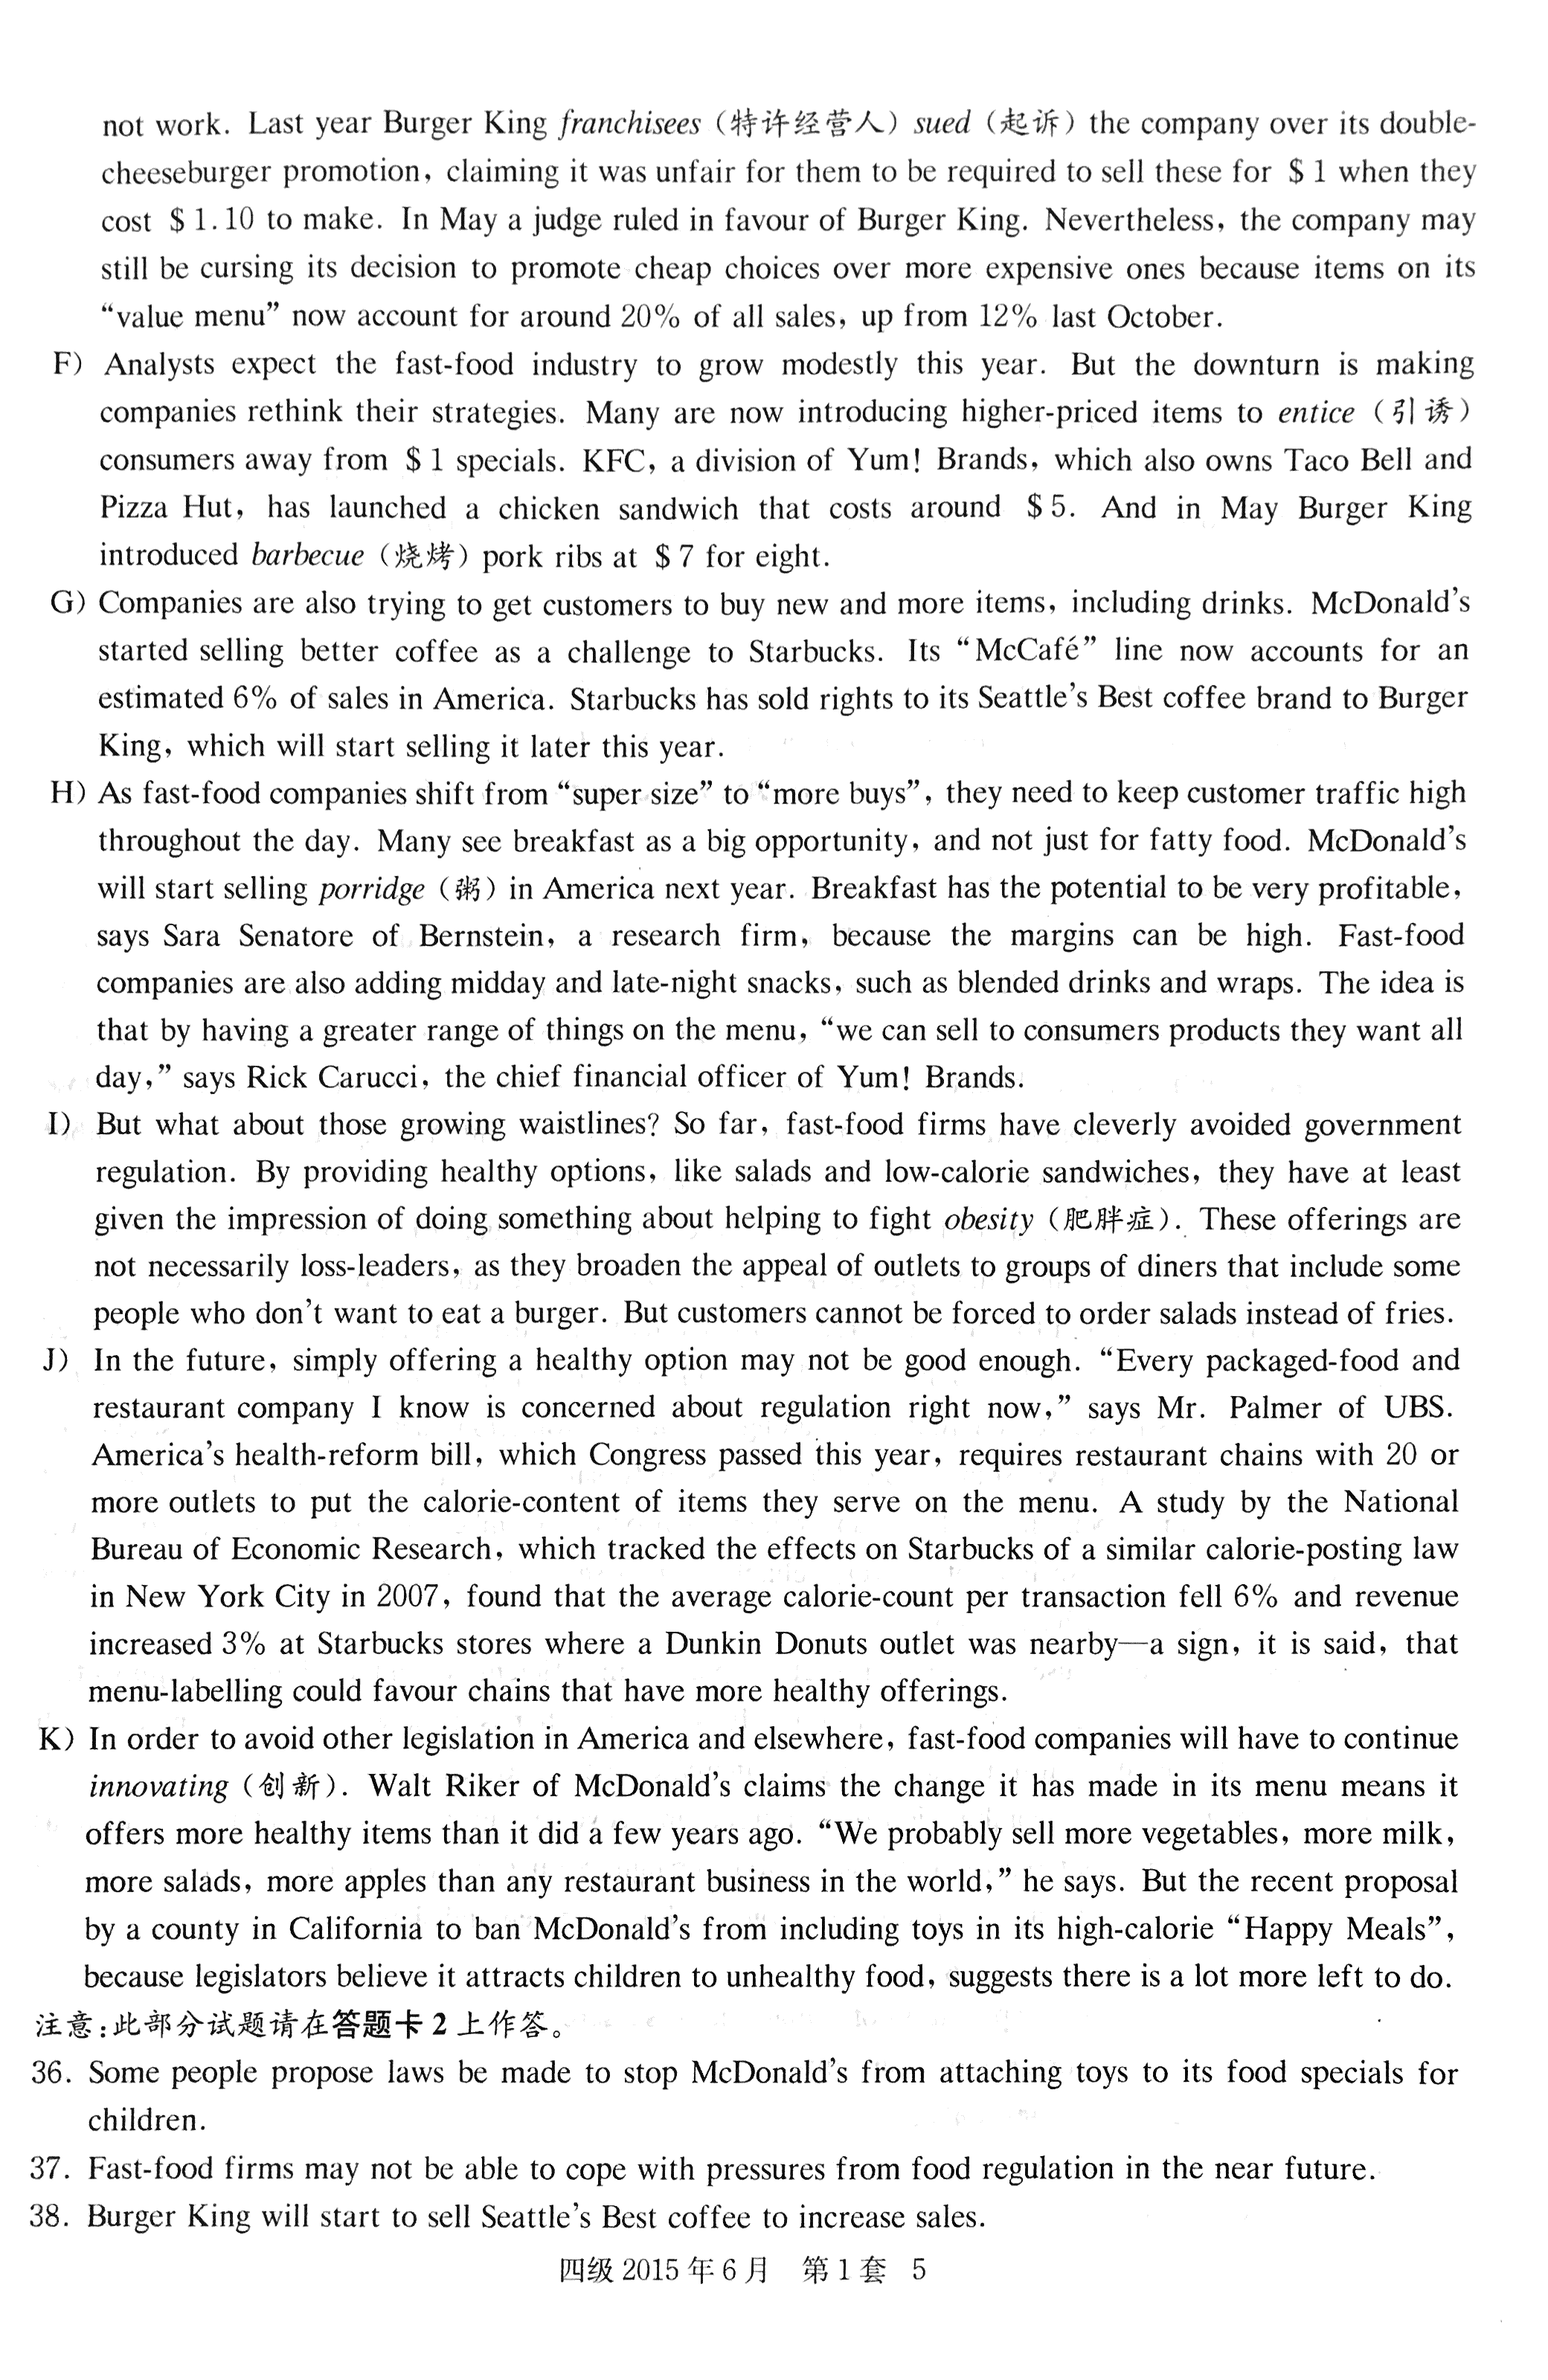 not work. Last year Burger King franchisees（特许经营人）sued（起诉）the company over its double-
cheeseburger promotion, claiming it was unfair for them to be required to sell these for $1 when they
cost $1.10 to make. In May a judge ruled in favour of Burger King. Nevertheless, the company may
still be cursing its decision to promote cheap choices over more expensive ones because items on its
“value menu” now account for around 20% of all sales, up from 12% last October.
F) Analysts expect the fast-food industry to grow modestly this year. But the downturn is making
companies rethink their strategies. Many are now introducing higher-priced items to entice（引诱）
consumers away from $1 specials. KFC, a division of Yum! Brands, which also owns Taco Bell and
Pizza Hut, has launched a chicken sandwich that costs around $5. And in May Burger King
introduced barbecue（烧烤）pork ribs at $7 for eight.
G) Companies are also trying to get customers to buy new and more items, including drinks. McDonald’s
started selling better coffee as a challenge to Starbucks. Its “McCafé” line now accounts for an
estimated 6% of sales in America. Starbucks has sold rights to its Seattle’s Best coffee brand to Burger
King, which will start selling it later this year.
H) As fast-food companies shift from “super size” to “more buys”, they need to keep customer traffic high
throughout the day. Many see breakfast as a big opportunity, and not just for fatty food. McDonald’s
will start selling porridge（粥）in America next year. Breakfast has the potential to be very profitable,
says Sara Senatore of Bernstein, a research firm, because the margins can be high. Fast-food
companies are also adding midday and late-night snacks, such as blended drinks and wraps. The idea is
that by having a greater range of things on the menu, “we can sell to consumers products they want all
day,” says Rick Carucci, the chief financial officer of Yum! Brands.
I) But what about those growing waistlines? So far, fast-food firms have cleverly avoided government
regulation. By providing healthy options, like salads and low-calorie sandwiches, they have at least
given the impression of doing something about helping to fight obesity（肥胖症）. These offerings are
not necessarily loss-leaders, as they broaden the appeal of outlets to groups of diners that include some
people who don’t want to eat a burger. But customers cannot be forced to order salads instead of fries.
J) In the future, simply offering a healthy option may not be good enough. “Every packaged-food and
restaurant company I know is concerned about regulation right now,” says Mr. Palmer of UBS.
America’s health-reform bill, which Congress passed this year, requires restaurant chains with 20 or
more outlets to put the calorie-content of items they serve on the menu. A study by the National
Bureau of Economic Research, which tracked the effects on Starbucks of a similar calorie-posting law
in New York City in 2007, found that the average calorie-count per transaction fell 6% and revenue
increased 3% at Starbucks stores where a Dunkin Donuts outlet was nearby—a sign, it is said, that
menu-labelling could favour chains that have more healthy offerings.
K) In order to avoid other legislation in America and elsewhere, fast-food companies will have to continue
innovating（创新）. Walt Riker of McDonald’s claims the change it has made in its menu means it
offers more healthy items than it did a few years ago. “We probably sell more vegetables, more milk,
more salads, more apples than any restaurant business in the world,” he says. But the recent proposal
by a county in California to ban McDonald’s from including toys in its high-calorie “Happy Meals”,
because legislators believe it attracts children to unhealthy food, suggests there is a lot more left to do.
注意:此部分试题请在答题卡2上作答。
36. Some people propose laws be made to stop McDonald’s from attaching toys to its food specials for
children.
37. Fast-food firms may not be able to cope with pressures from food regulation in the near future.
38. Burger King will start to sell Seattle’s Best coffee to increase sales.
四级2015年6月 第1套 5